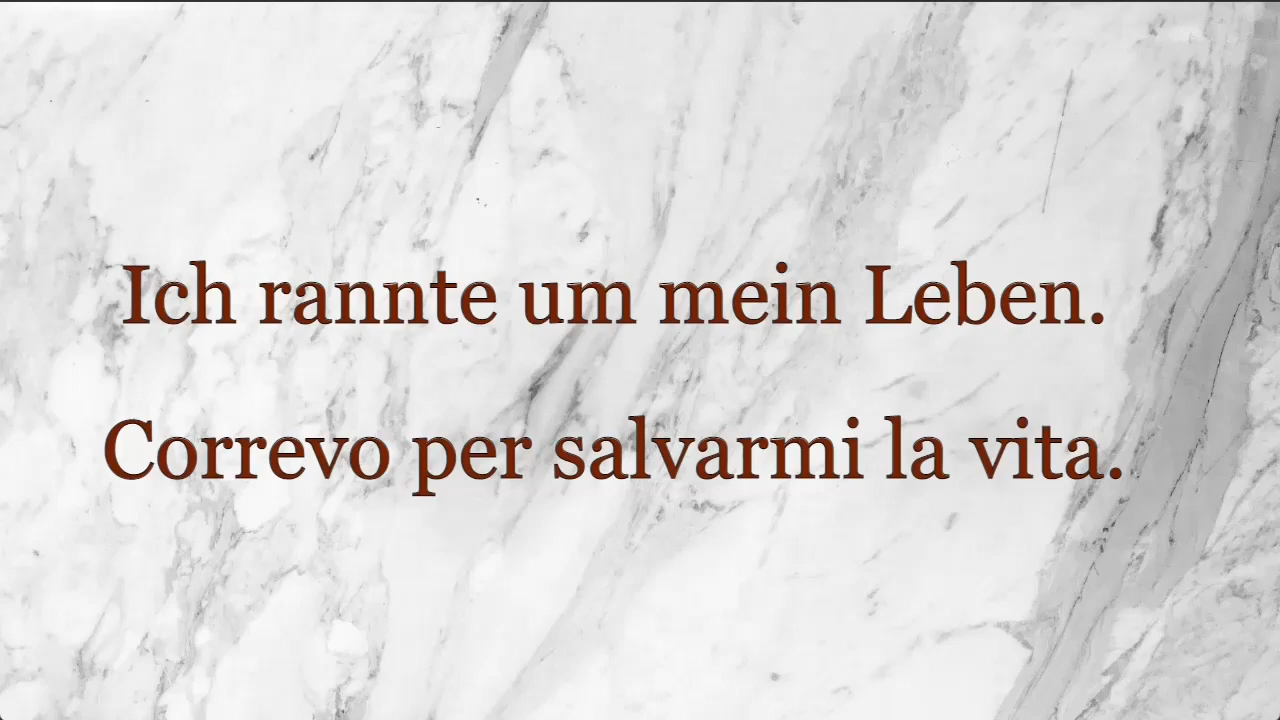 Ich rannte um mein Leben.
Correvo per salvarmi la vita.